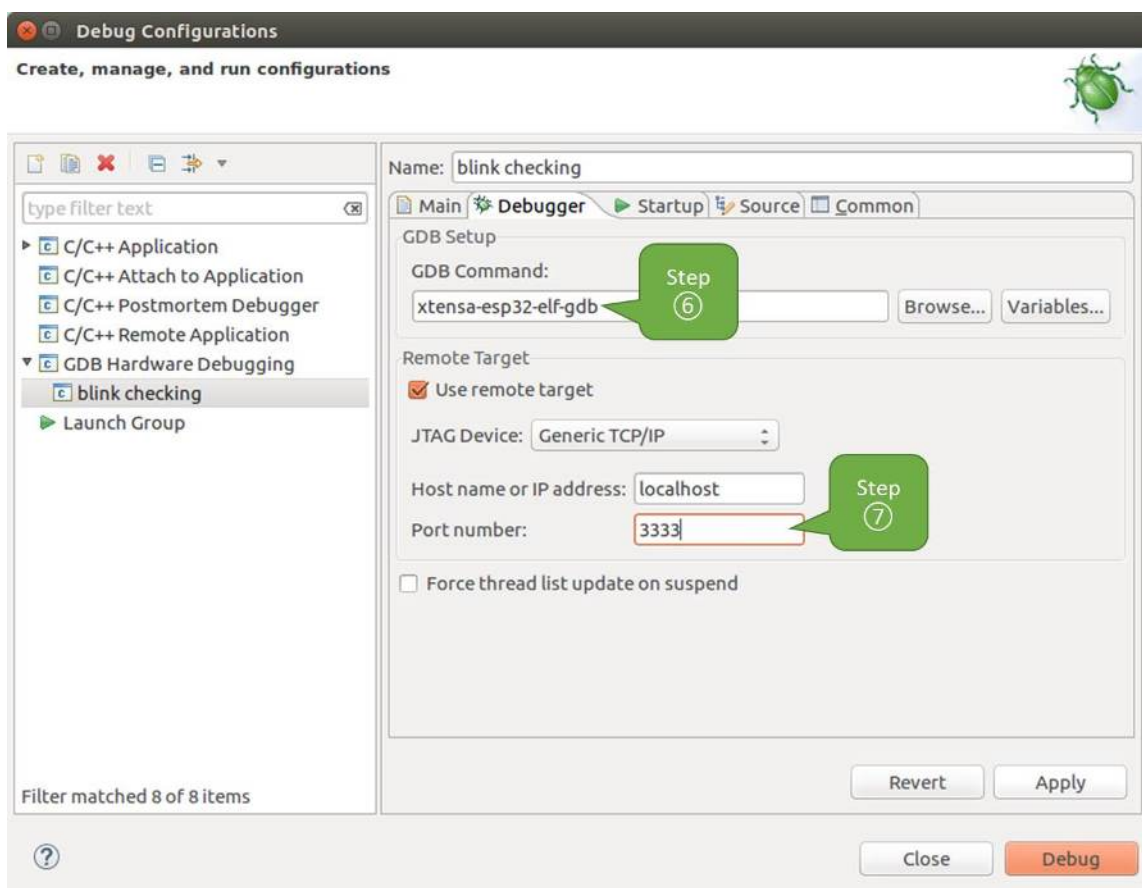 Debug Configurations
Create, manage, and run configurations
type filter text
C/C++ Application
C/C++ Attach to Application
C/C++ Postmortem Debugger
C/C++ Remote Application
GDB Hardware Debugging
blink checking
Launch Group
Filter matched 8 of 8 items
Name: blink checking
Main Debugger Startup Source Common
GDB Setup
GDB Command:
xtensa-esp32-elf-gdb Browse... Variables...
Step
⑥
Remote Target
Use remote target
JTAG Device: Generic TCP/IP
Host name or IP address: localhost
Port number: 3333
Step
⑦
Force thread list update on suspend
Revert Apply
Close Debug